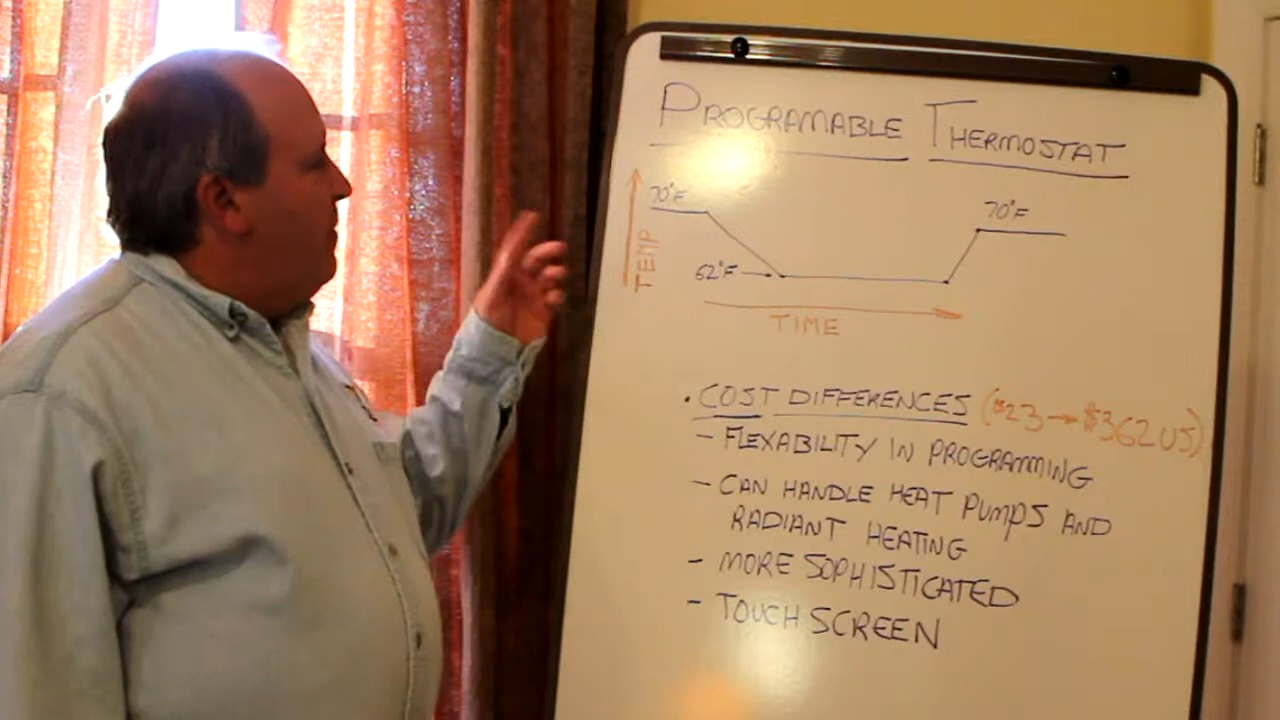 PROGRAMABLE THERMOSTAT
70°F
70°F
TEMP
62°F
TIME
· COST DIFFERENCES ($23 → $362 US)
- FLEXABILITY IN PROGRAMMING
- CAN HANDLE HEAT PUMPS AND
RADIANT HEATING
- MORE SOPHISTICATED
- TOUCH SCREEN